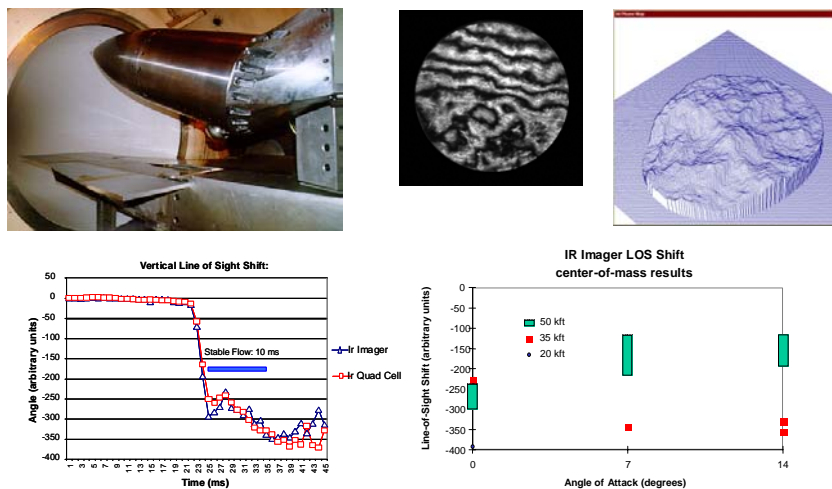 Vertical Line of Sight Shift:
Angle (arbitrary units)
50
0
-50
-100
-150
-200
-250
-300
-350
-400
Stable Flow: 10 ms
Ir Imager
Ir Quad Cell
1 3 5 7 9 11 13 15 17 19 21 23 25 27 29 31 33 35 37 39 41 43 45
Time (ms)
IR Imager LOS Shift
center-of-mass results
Line-of-Sight Shift (arbitrary units)
0
-50
-100
-150
-200
-250
-300
-350
-400
50 kft
35 kft
20 kft
0 7 14
Angle of Attack (degrees)